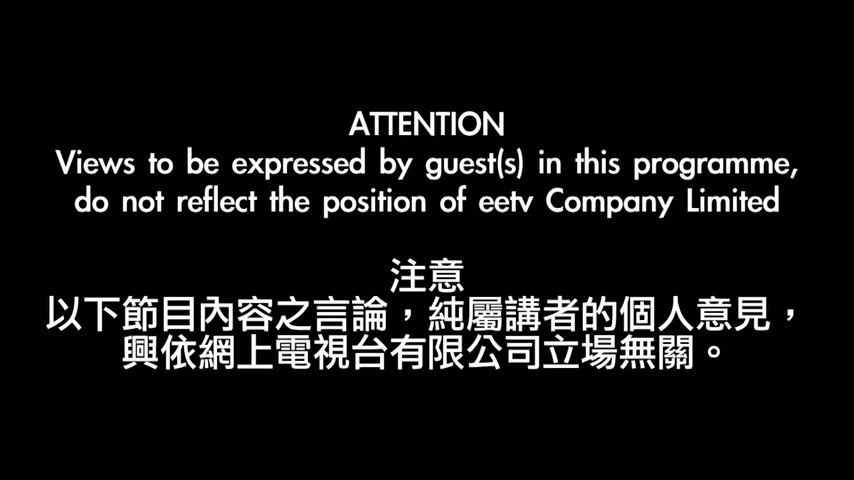 ATTENTION
Views to be expressed by guest(s) in this programme,
do not reflect the position of eetv Company Limited
注意
以下節目內容之言論，純屬講者的個人意見，
興依網上電視台有限公司立場無關。